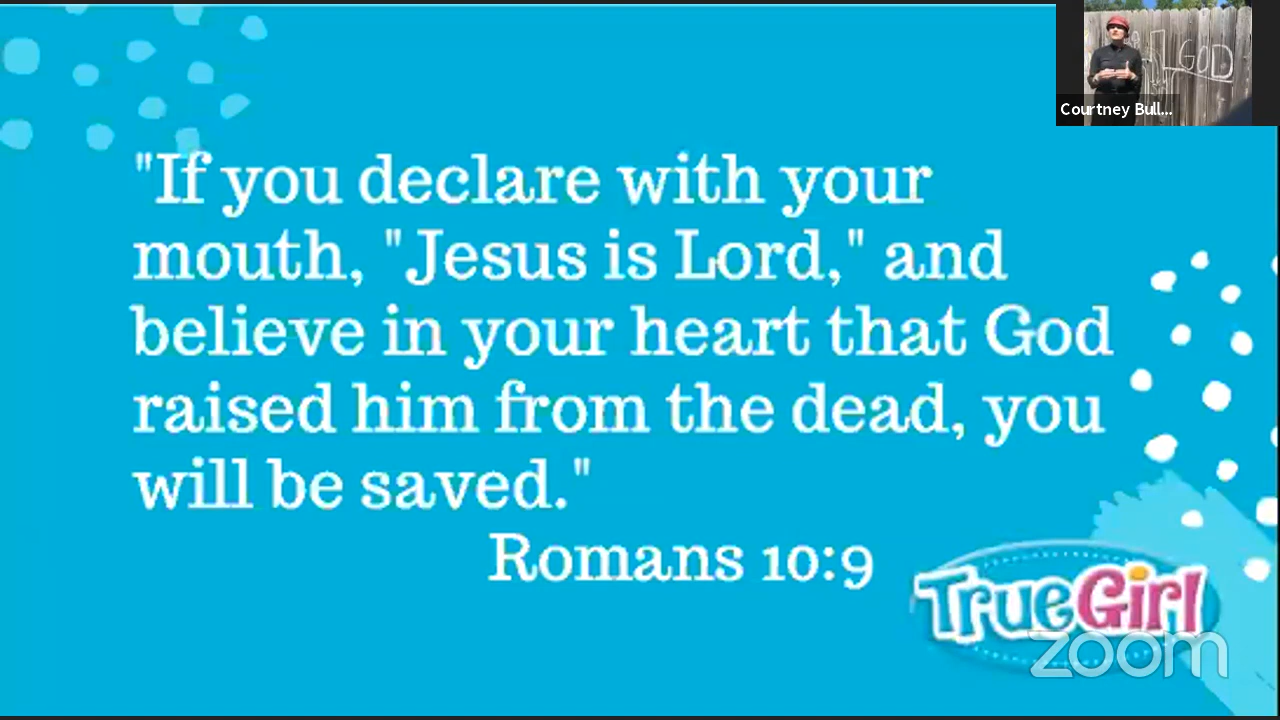 GOD
Courtney Bull...
"If you declare with your
mouth, "Jesus is Lord," and
believe in your heart that God
raised him from the dead, you
will be saved."
Romans 10:9
TrueGirl
zoom